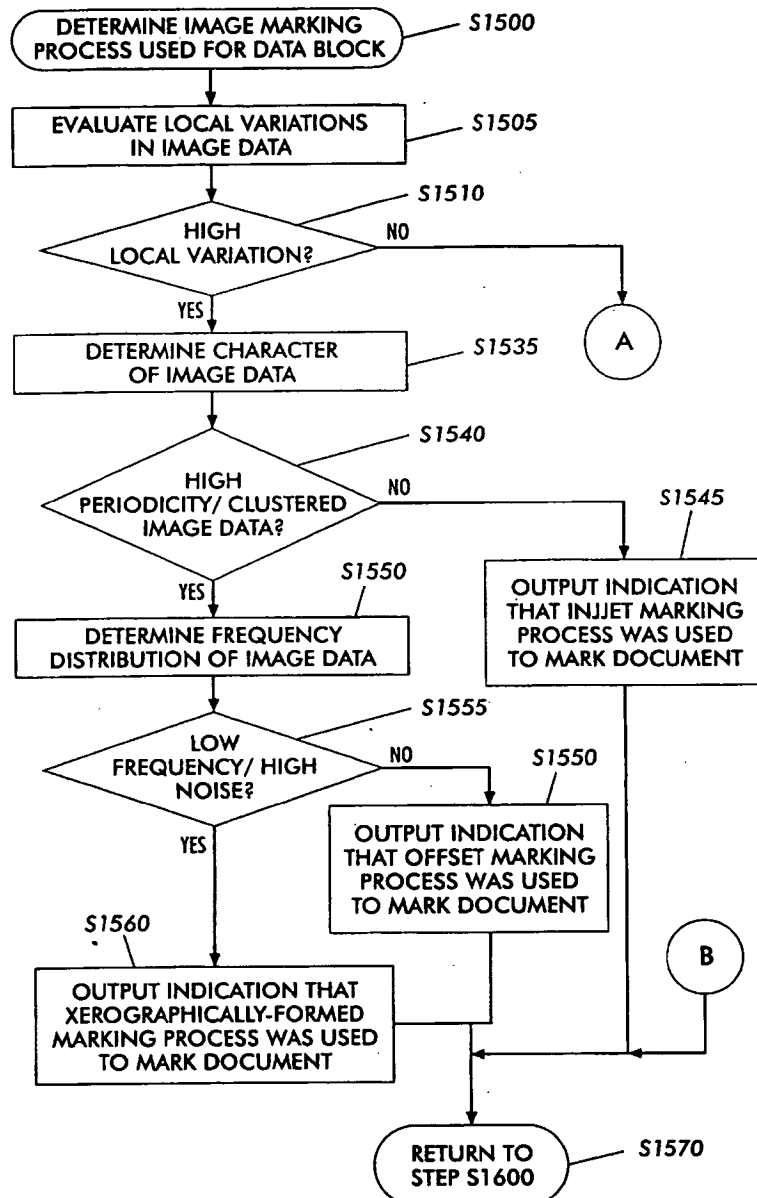 DETERMINE IMAGE MARKING
PROCESS USED FOR DATA BLOCK
S1500
EVALUATE LOCAL VARIATIONS
IN IMAGE DATA
S1505
S1510
HIGH
LOCAL VARIATION?
NO
YES
A
DETERMINE CHARACTER
OF IMAGE DATA
S1535
S1540
HIGH
PERIODICITY/ CLUSTERED
IMAGE DATA?
NO
YES
S1545
OUTPUT INDICATION
THAT INJJET MARKING
PROCESS WAS USED
TO MARK DOCUMENT
S1550
DETERMINE FREQUENCY
DISTRIBUTION OF IMAGE DATA
S1555
LOW
FREQUENCY/ HIGH
NOISE?
NO
YES
S1550
OUTPUT INDICATION
THAT OFFSET MARKING
PROCESS WAS USED
TO MARK DOCUMENT
S1560
OUTPUT INDICATION THAT
XEROGRAPHICALLY-FORMED
MARKING PROCESS WAS USED
TO MARK DOCUMENT
B
RETURN TO
STEP S1600
S1570